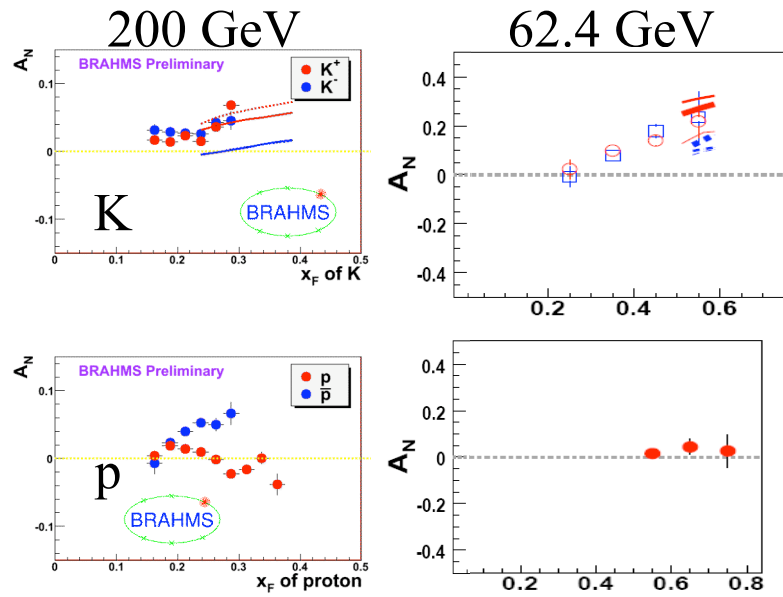 200 GeV
62.4 GeV
A_N
BRAHMS Preliminary
K⁺
K⁻
0.1
0
-0.1
K
BRAHMS
0 0.1 0.2 0.3 0.4 0.5
x_F of K
A_N
0.4
0.2
0
-0.2
-0.4
0.2 0.4 0.6
A_N
BRAHMS Preliminary
p
p̅
0.1
0
-0.1
p
BRAHMS
0 0.1 0.2 0.3 0.4 0.5
x_F of proton
A_N
0.4
0.2
0
-0.2
-0.4
0.2 0.4 0.6 0.8